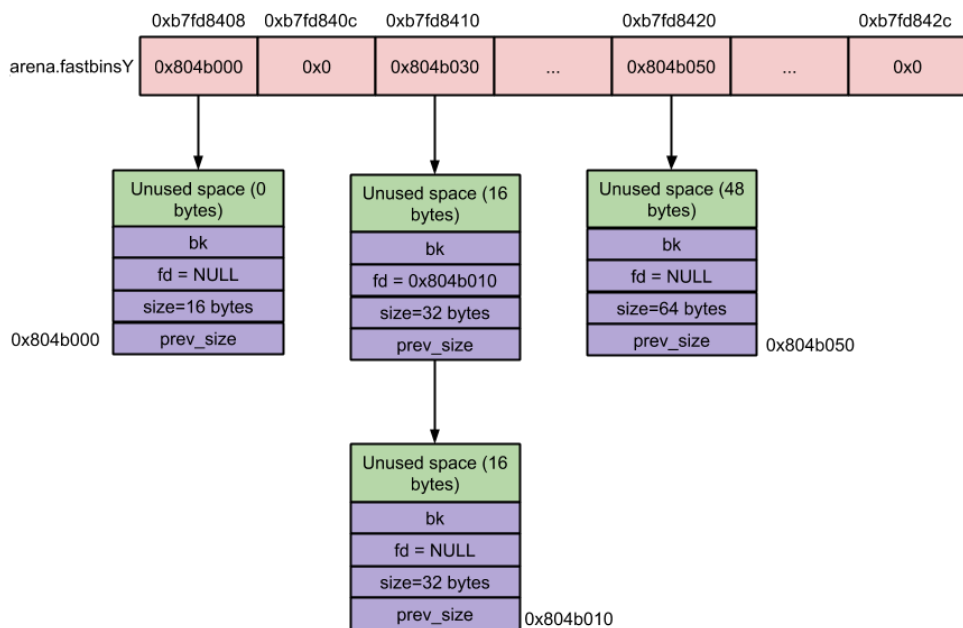 0xb7fd8408 0xb7fd840c 0xb7fd8410 0xb7fd8420 0xb7fd842c
arena.fastbinsY 0x804b000 0x0 0x804b030 ... 0x804b050 ... 0x0
Unused space (0
bytes)
bk
fd = NULL
size=16 bytes
prev_size
0x804b000
Unused space (16
bytes)
bk
fd = 0x804b010
size=32 bytes
prev_size
Unused space (48
bytes)
bk
fd = NULL
size=64 bytes
prev_size
0x804b050
Unused space (16
bytes)
bk
fd = NULL
size=32 bytes
prev_size
0x804b010